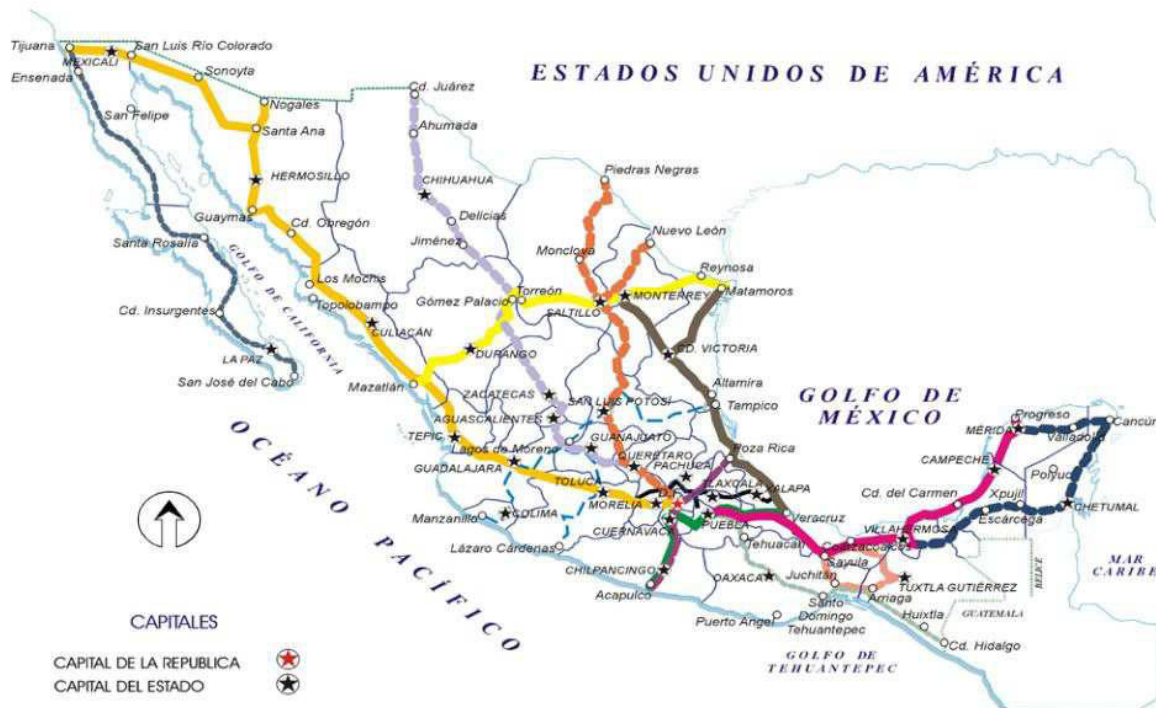 Tijuana
San Luis Río Colorado
MEXICALI
Ensenada
Sonoyta
ESTADOS UNIDOS DE AMÉRICA
Cd. Juárez
San Felipe
Nogales
Santa Ana
Ahumada
HERMOSILLO
CHIHUAHUA
Piedras Negras
Guaymas
Cd. Obregón
Delicias
Nuevo León
Santa Rosalía
Jiménez
Monclova
GOLFO DE CALIFORNIA
Reynosa
Los Mochis
Torreón
Matamoros
Cd. Insurgentes
Topolobampo
Gómez Palacio
MONTERREY
SALTILLO
CULIACÁN
LA PAZ
DURANGO
CD. VICTORIA
San José del Cabo
Mazatlán
Altamira
GOLFO DE
MÉXICO
ZACATECAS
SAN LUIS POTOSÍ
Tampico
AGUASCALIENTES
Progreso
Cancún
MÉRIDA
Valladolid
OCÉANO
TEPIC
Lagos de Moreno
GUANAJUATO
Poza Rica
QUERÉTARO
GUADALAJARA
PACHUCA
CAMPECHE
Polyuc
TOLUCA
TLAXCALA
XALAPA
D.F.
Cd. del Carmen
Xpujil
CHETUMAL
Manzanillo
COLIMA
MORELIA
PUEBLA
Veracruz
Escárcega
CUERNAVACA
VILLAHERMOSA
Lázaro Cárdenas
Tehuacán
Coatzacoalcos
Sayula
PACÍFICO
CHILPANCINGO
OAXACA
Juchitán
TUXTLA GUTIÉRREZ
BELICE
MAR
CARIBE
Acapulco
Arriaga
Santo
Domingo
Tehuantepec
Huixtla
GUATEMALA
Puerto Angel
Cd. Hidalgo
GOLFO DE
TEHUANTEPEC
CAPITALES
CAPITAL DE LA REPUBLICA
CAPITAL DEL ESTADO